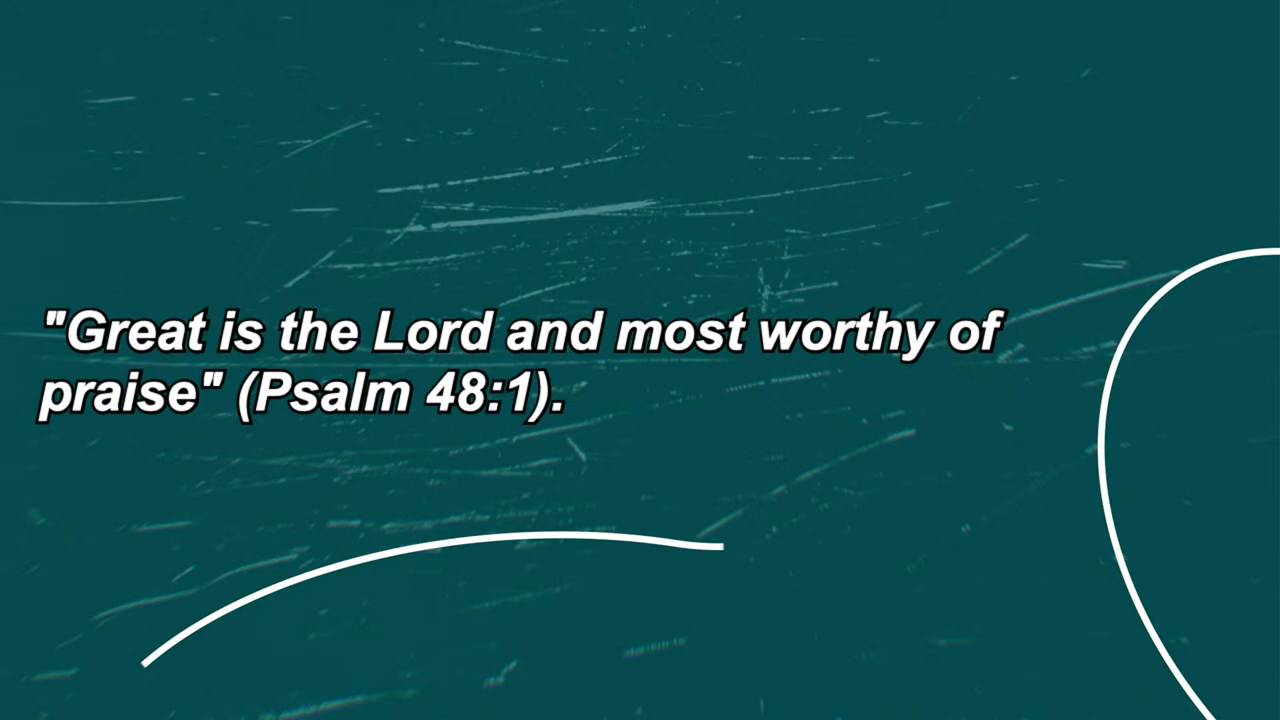 "Great is the Lord and most worthy of
praise" (Psalm 48:1).